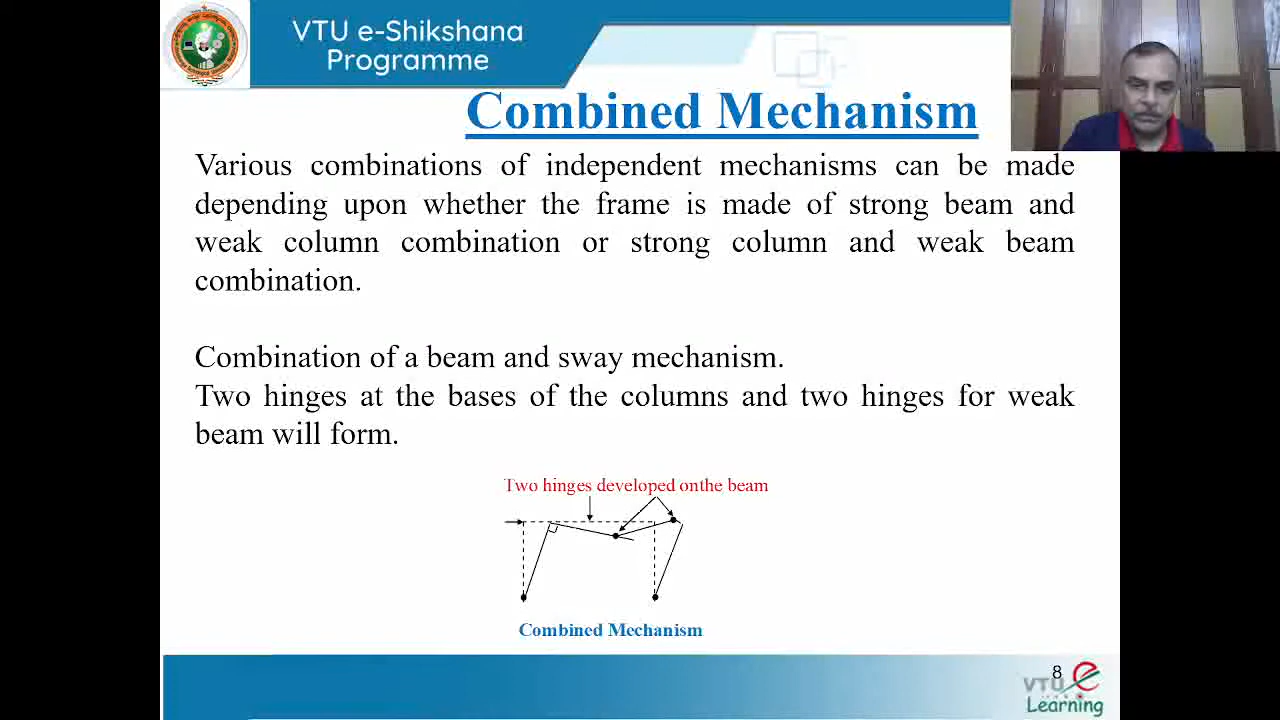 VTU e-Shikshana
Programme
Combined Mechanism
Various combinations of independent mechanisms can be made
depending upon whether the frame is made of strong beam and
weak column combination or strong column and weak beam
combination.
Combination of a beam and sway mechanism.
Two hinges at the bases of the columns and two hinges for weak
beam will form.
Two hinges developed onthe beam
Combined Mechanism
8
VTU e
Learning